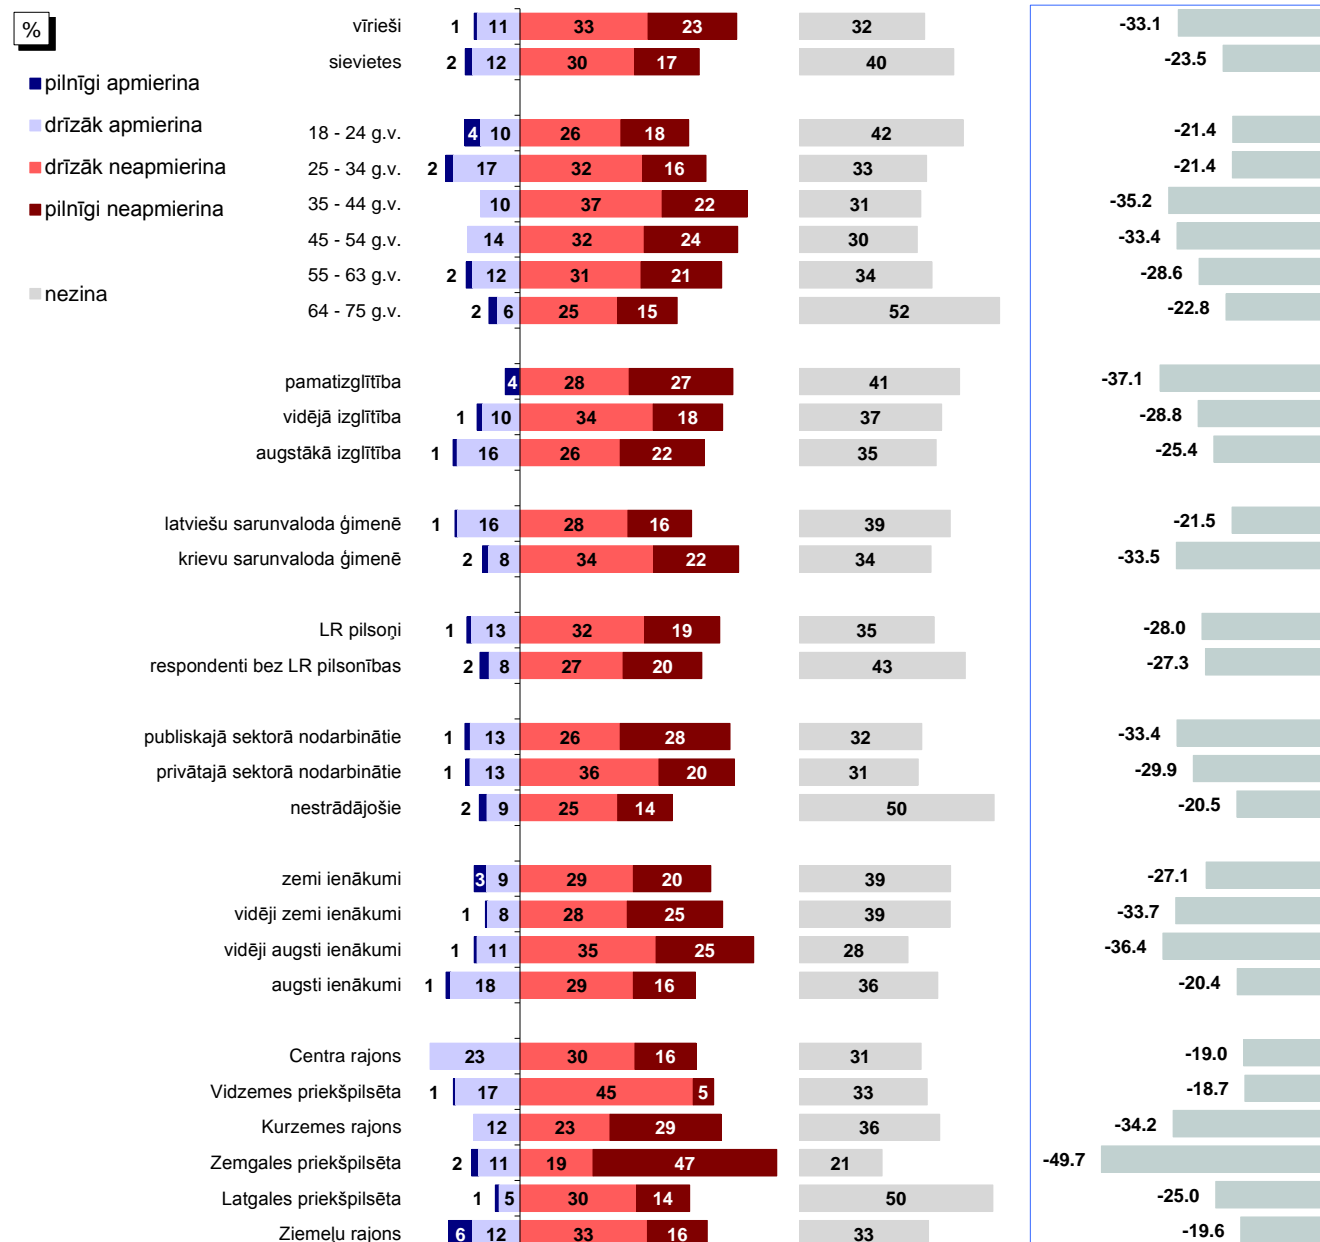 %
pilnīgi apmierina
drīzāk apmierina
drīzāk neapmierina
pilnīgi neapmierina
nezina
vīrieši 1 11 33 23 32 -33.1
sievietes 2 12 30 17 40 -23.5
18 - 24 g.v. 4 10 26 18 42 -21.4
25 - 34 g.v. 2 17 32 16 33 -21.4
35 - 44 g.v. 10 37 22 31 -35.2
45 - 54 g.v. 14 32 24 30 -33.4
55 - 63 g.v. 2 12 31 21 34 -28.6
64 - 75 g.v. 2 6 25 15 52 -22.8
pamatizglītība 4 28 27 41 -37.1
vidējā izglītība 1 10 34 18 37 -28.8
augstākā izglītība 1 16 26 22 35 -25.4
latviešu sarunvaloda ģimenē 1 16 28 16 39 -21.5
krievu sarunvaloda ģimenē 2 8 34 22 34 -33.5
LR pilsoņi 1 13 32 19 35 -28.0
respondenti bez LR pilsonības 2 8 27 20 43 -27.3
publiskajā sektorā nodarbinātie 1 13 26 28 32 -33.4
privātajā sektorā nodarbinātie 1 13 36 20 31 -29.9
nestrādājošie 2 9 25 14 50 -20.5
zemi ienākumi 3 9 29 20 39 -27.1
vidēji zemi ienākumi 1 8 28 25 39 -33.7
vidēji augsti ienākumi 1 11 35 25 28 -36.4
augsti ienākumi 1 18 29 16 36 -20.4
Centra rajons 23 30 16 31 -19.0
Vidzemes priekšpilsēta 1 17 45 5 33 -18.7
Kurzemes rajons 12 23 29 36 -34.2
Zemgales priekšpilsēta 2 11 19 47 21 -49.7
Latgales priekšpilsēta 1 5 30 14 50 -25.0
Ziemeļu rajons 6 12 33 16 33 -19.6